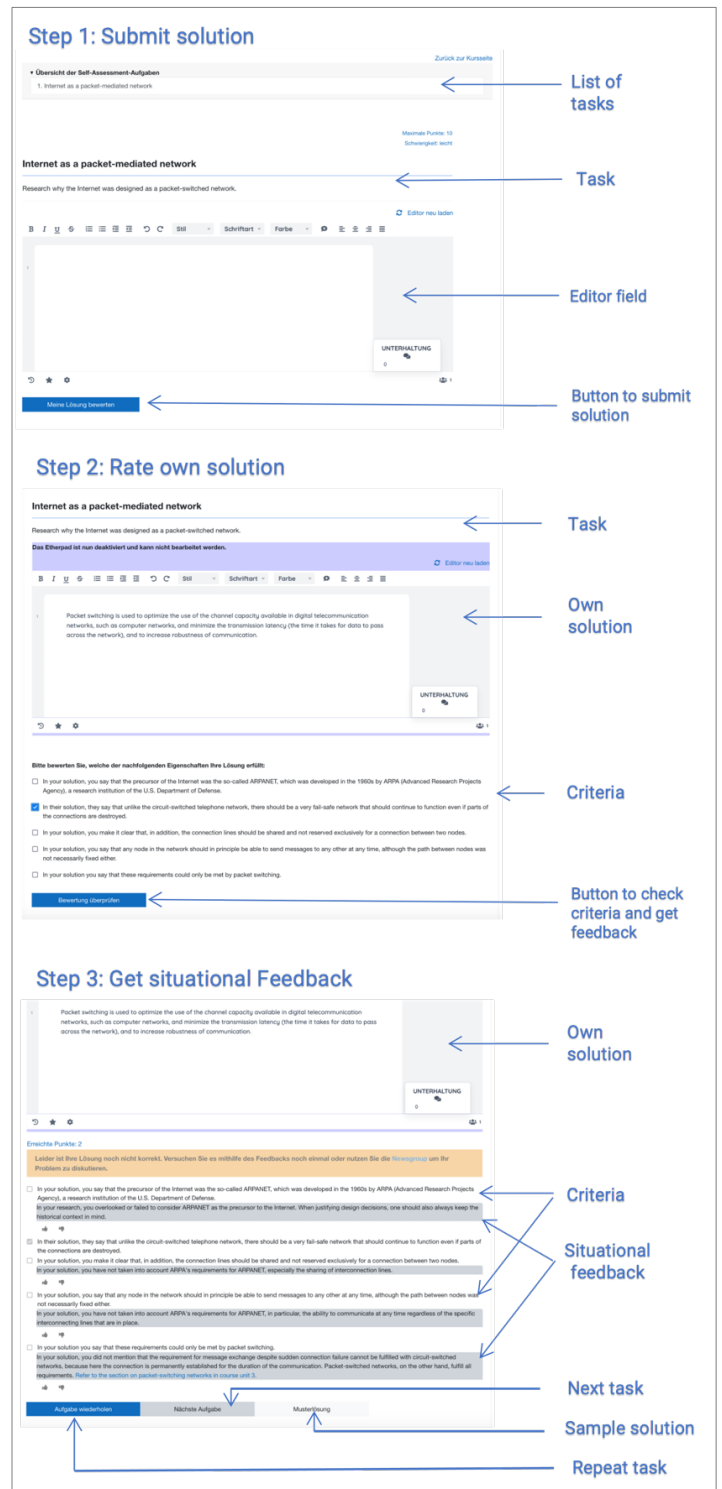 Step 1: Submit solution
Zurück zur Kursseite
▾ Übersicht der Self-Assessment-Aufgaben
1. Internet as a packet-mediated network
List of
tasks
Maximale Punkte: 10
Schwierigkeit: leicht
Internet as a packet-mediated network
Task
Research why the Internet was designed as a packet-switched network.
Editor neu laden
B I U S Stil Schriftart Farbe
1
Editor field
UNTERHALTUNG
0
1
Meine Lösung bewerten
Button to submit
solution
Step 2: Rate own solution
Internet as a packet-mediated network
Task
Research why the Internet was designed as a packet-switched network.
Das Etherpad ist nun deaktiviert und kann nicht bearbeitet werden.
Editor neu laden
B I U S Stil Schriftart Farbe
1
Packet switching is used to optimize the use of the channel capacity available in digital telecommunication
networks, such as computer networks, and minimize the transmission latency (the time it takes for data to pass
across the network), and to increase robustness of communication.
Own
solution
UNTERHALTUNG
0
1
Bitte bewerten Sie, welche der nachfolgenden Eigenschaften Ihre Lösung erfüllt:
In your solution, you say that the precursor of the Internet was the so-called ARPANET, which was developed in the 1960s by ARPA (Advanced Research Projects
Agency), a research institution of the U.S. Department of Defense.
Criteria
In their solution, they say that unlike the circuit-switched telephone network, there should be a very fail-safe network that should continue to function even if parts of
the connections are destroyed.
In your solution, you make it clear that, in addition, the connection lines should be shared and not reserved exclusively for a connection between two nodes.
In your solution, you say that any node in the network should in principle be able to send messages to any other at any time, although the path between nodes was
not necessarily fixed either.
In your solution you say that these requirements could only be met by packet switching.
Bewertung überprüfen
Button to check
criteria and get
feedback
Step 3: Get situational Feedback
1
Packet switching is used to optimize the use of the channel capacity available in digital telecommunication
networks, such as computer networks, and minimize the transmission latency (the time it takes for data to pass
across the network), and to increase robustness of communication.
Own
solution
UNTERHALTUNG
0
1
Erreichte Punkte: 2
Leider ist Ihre Lösung noch nicht korrekt. Versuchen Sie es mithilfe des Feedbacks noch einmal oder nutzen Sie die Newsgroup um Ihr
Problem zu diskutieren.
In your solution, you say that the precursor of the Internet was the so-called ARPANET, which was developed in the 1960s by ARPA (Advanced Research Projects
Agency), a research institution of the U.S. Department of Defense.
Criteria
In your research, you overlooked or failed to consider ARPANET as the precursor to the Internet. When justifying design decisions, one should also always keep the
historical context in mind.
In their solution, they say that unlike the circuit-switched telephone network, there should be a very fail-safe network that should continue to function even if parts of
the connections are destroyed.
Situational
feedback
In your solution, you make it clear that, in addition, the connection lines should be shared and not reserved exclusively for a connection between two nodes.
In your solution, you have not taken into account ARPA's requirements for ARPANET, especially the sharing of interconnection lines.
In your solution, you say that any node in the network should in principle be able to send messages to any other at any time, although the path between nodes was
not necessarily fixed either.
In your solution, you have not taken into account ARPA's requirements for ARPANET, in particular, the ability to communicate at any time regardless of the specific
interconnecting lines that are in place.
In your solution you say that these requirements could only be met by packet switching.
In your solution, you did not mention that the requirement for message exchange despite sudden connection failure cannot be fulfilled with circuit-switched
networks, because here the connection is permanently established for the duration of the communication. Packet-switched networks, on the other hand, fulfill all
requirements. Refer to the section on packet-switching networks in course unit 3.
Next task
Aufgabe wiederholen
Nächste Aufgabe
Musterlösung
Sample solution
Repeat task